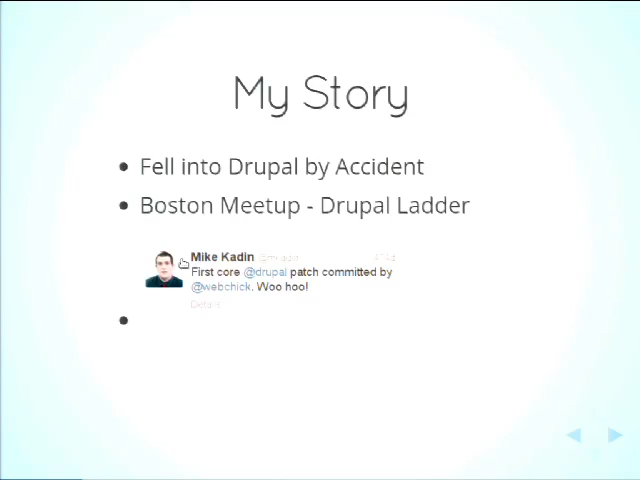 My Story
Fell into Drupal by Accident
Boston Meetup - Drupal Ladder
Mike Kadin
First core @drupal patch committed by
@webchick. Woo hoo!